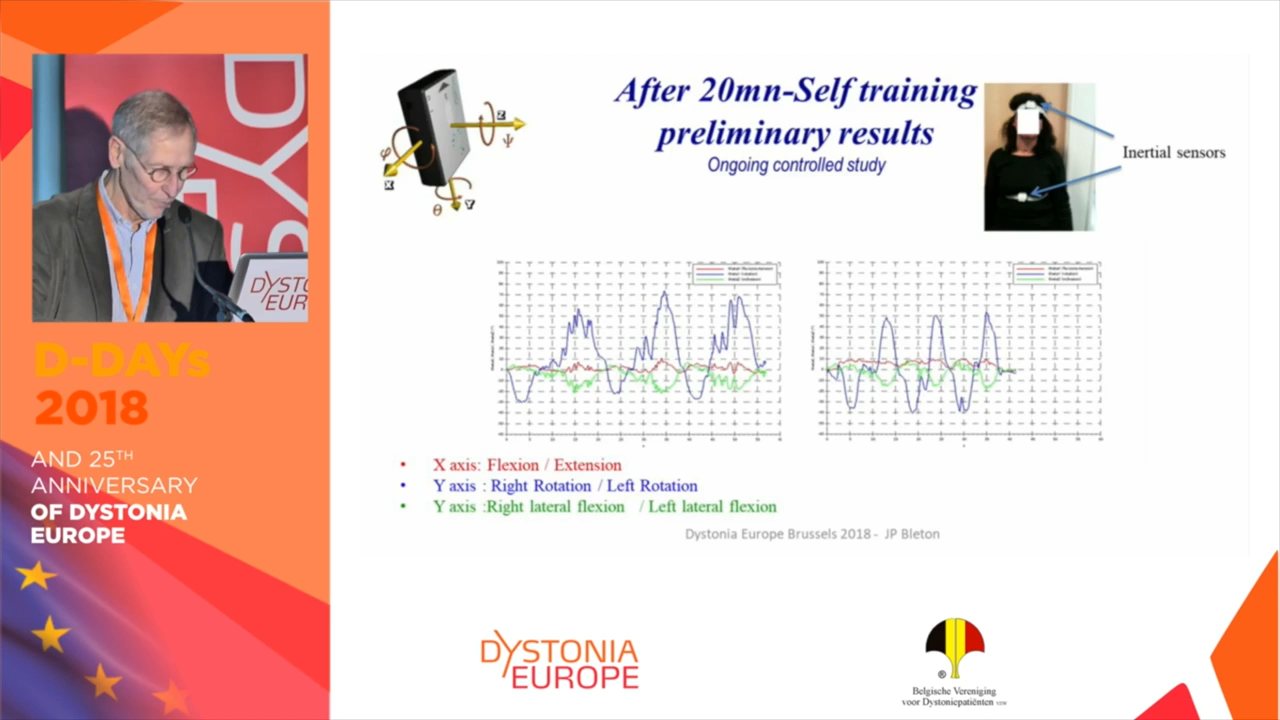 DYS
DYST
EUR
D-DAYs
2018
AND 25TH
ANNIVERSARY
OF DYSTONIA
EUROPE
After 20mn-Self training
preliminary results
Ongoing controlled study
Z
Ψ
φ
X
θ
Y
Inertial sensors
• X axis: Flexion / Extension
• Y axis : Right Rotation / Left Rotation
• Y axis :Right lateral flexion / Left lateral flexion
Dystonia Europe Brussels 2018 - JP Bleton
DYSTONIA
EUROPE
®
Belgische Vereniging
voor Dystoniepatiënten vzw